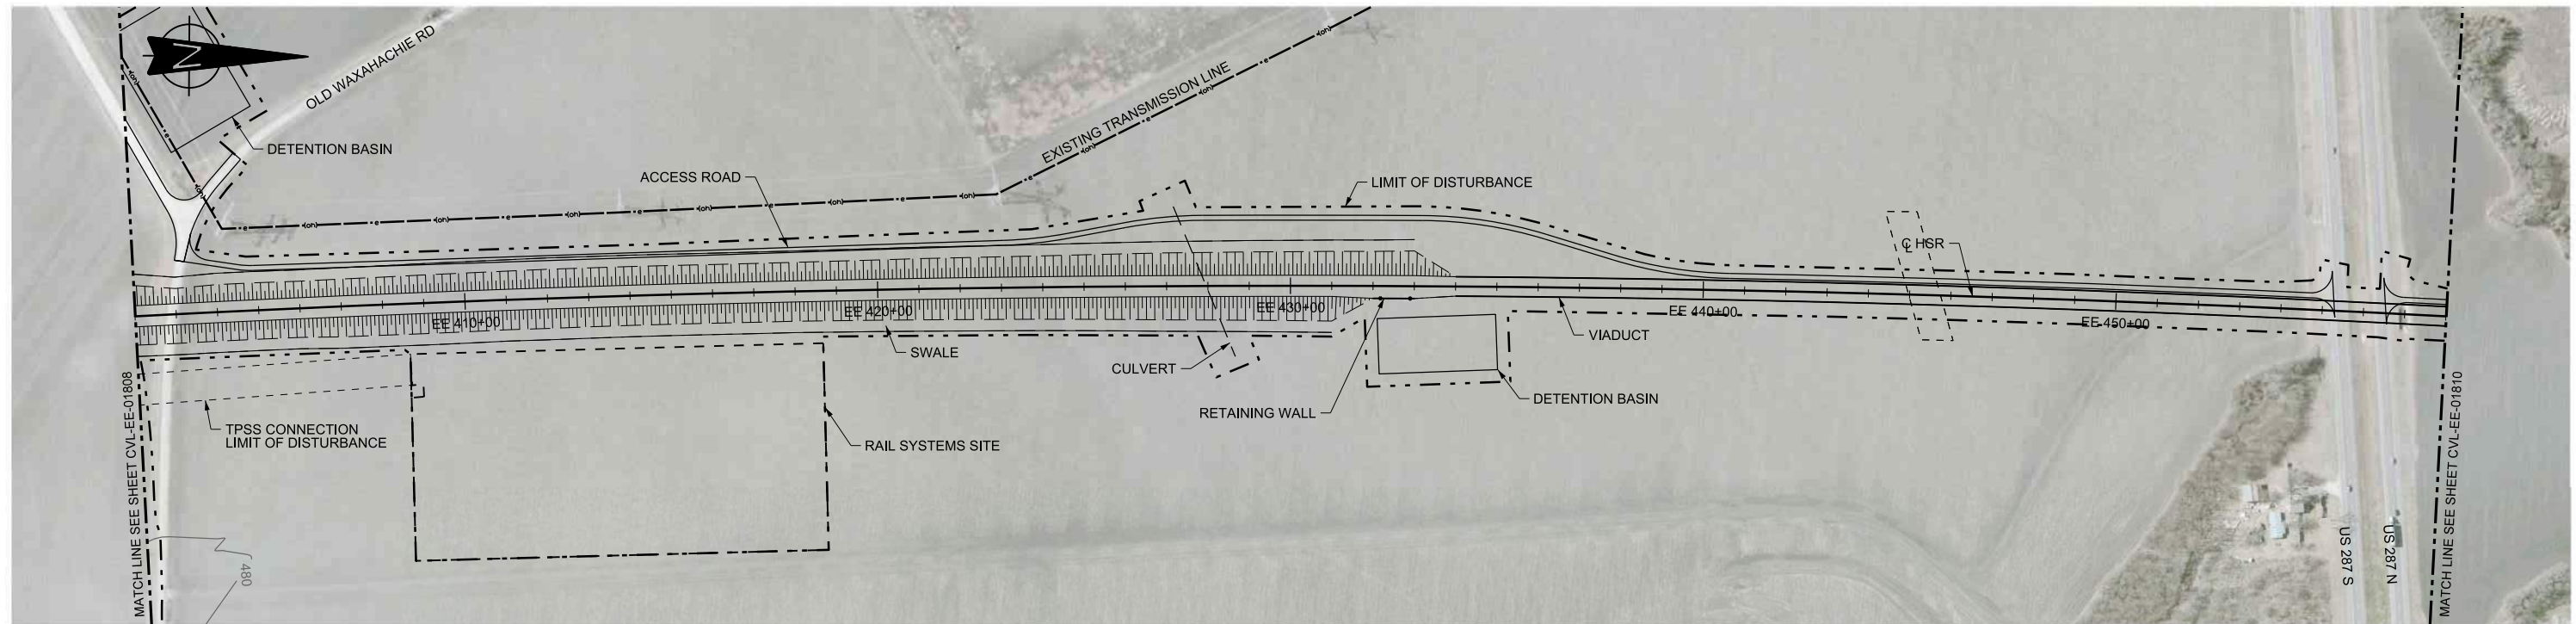 N
OLD WAXAHACHIE RD
DETENTION BASIN
ACCESS ROAD
EXISTING TRANSMISSION LINE
LIMIT OF DISTURBANCE
℄ HSR
EE 410+00
EE 420+00
EE 430+00
EE 440+00
EE 450+00
SWALE
CULVERT
VIADUCT
RETAINING WALL
DETENTION BASIN
TPSS CONNECTION
LIMIT OF DISTURBANCE
RAIL SYSTEMS SITE
480
MATCH LINE SEE SHEET CVL-EE-01808
US 287 S
US 287 N
MATCH LINE SEE SHEET CVL-EE-01810